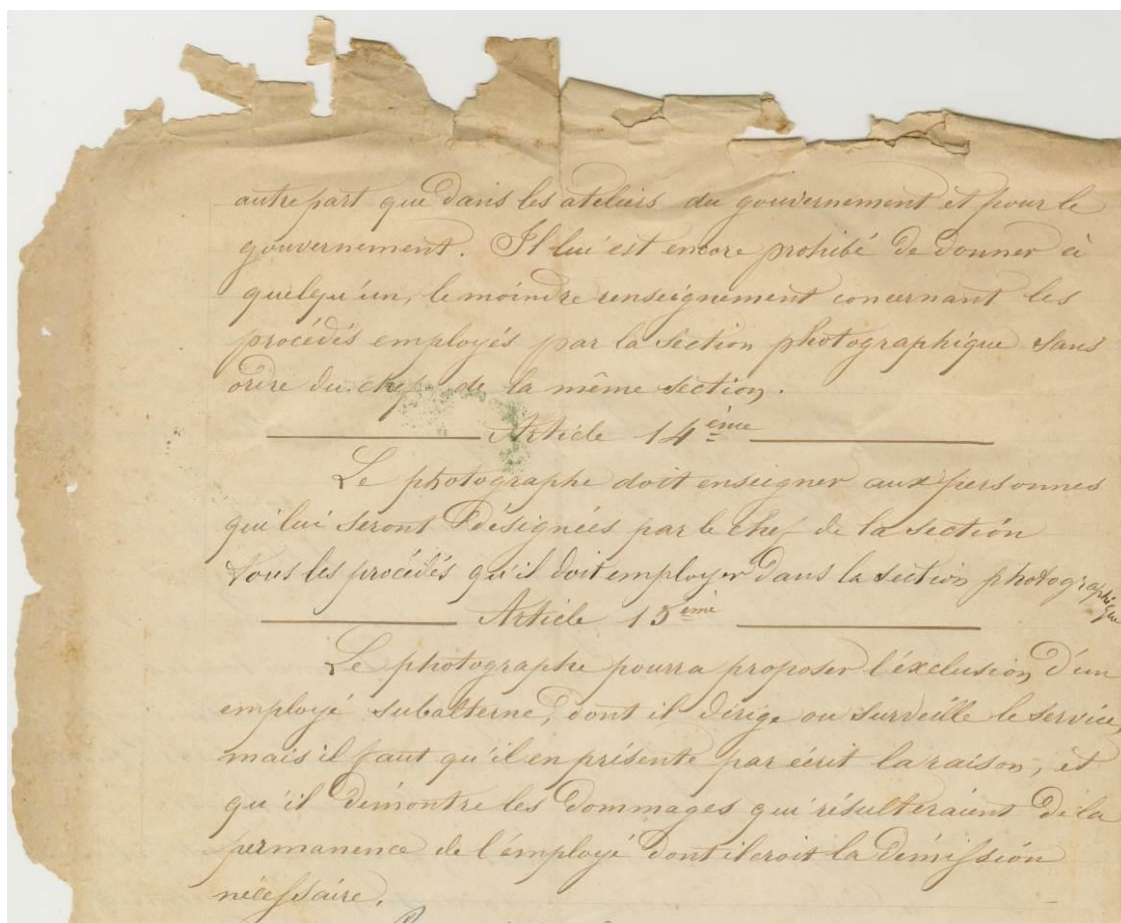 autre part que dans les ateliers du gouvernement et pour le
gouvernement. Il lui est encore prohibé de donner à
quelqu'un, le moindre renseignement concernant les
procédés employés par la section photographique sans
ordre du chef de la même section.
Article 14ème
Le photographe doit enseigner aux personnes
qui lui seront désignées par le chef de la section
tous les procédés qu'il doit employer dans la section photographique
Article 15ème
Le photographe pourra proposer l'éxclusion d'un
employé subalterne, dont il dirige ou surveille le service,
mais il faut qu'il en présente par écrit la raison, et
qu'il démontre les dommages qui résulteraient de la
permanence de l'employé dont il croit la démission
nécessaire.